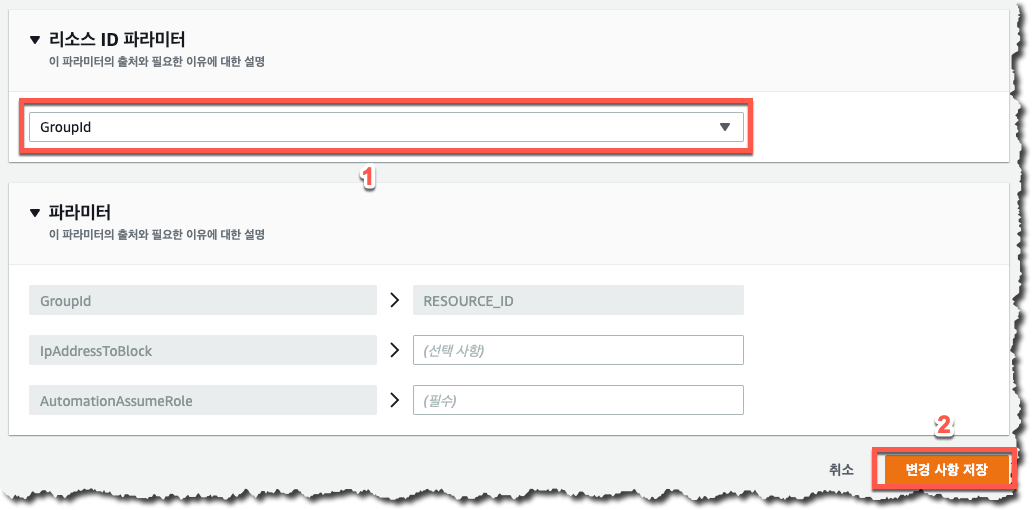 리소스 ID 파라미터
이 파라미터의 출처와 필요한 이유에 대한 설명
GroupId
1
파라미터
이 파라미터의 출처와 필요한 이유에 대한 설명
GroupId
RESOURCE_ID
IpAddressToBlock
(선택 사항)
AutomationAssumeRole
(필수)
2
취소
변경 사항 저장